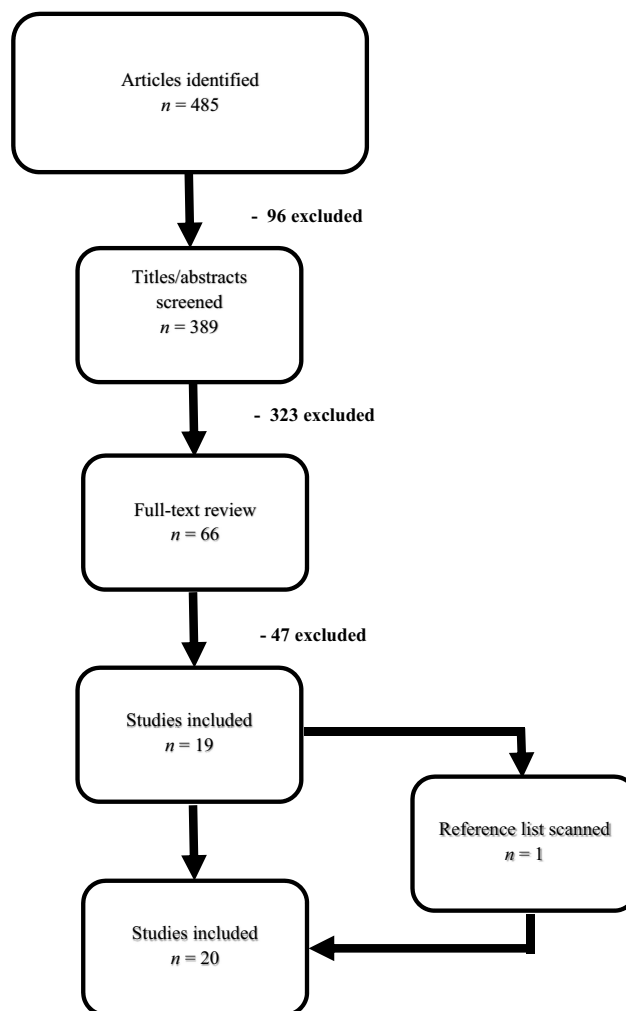 Articles identified
n = 485
- 96 excluded
Titles/abstracts
screened
n = 389
- 323 excluded
Full-text review
n = 66
- 47 excluded
Studies included
n = 19
Reference list scanned
n = 1
Studies included
n = 20